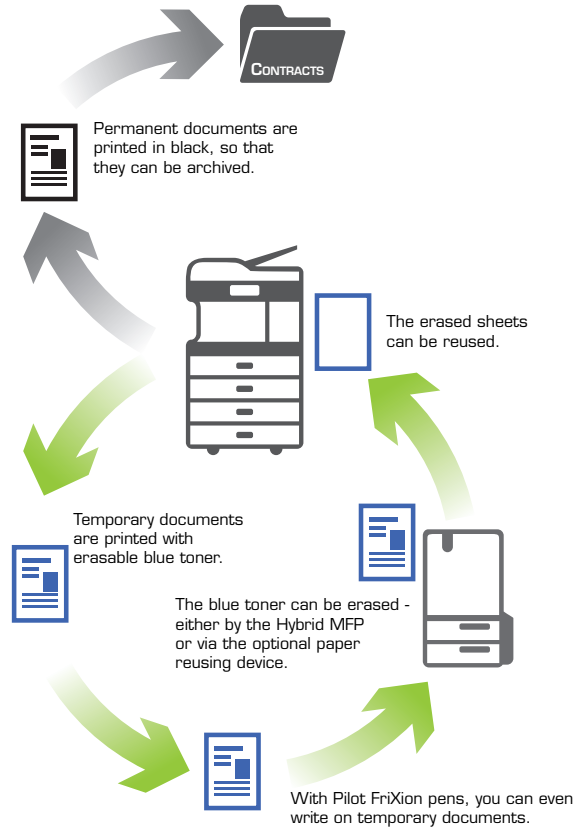 CONTRACTS
Permanent documents are
printed in black, so that
they can be archived.
The erased sheets
can be reused.
Temporary documents
are printed with
erasable blue toner.
The blue toner can be erased -
either by the Hybrid MFP
or via the optional paper
reusing device.
With Pilot FriXion pens, you can even
write on temporary documents.